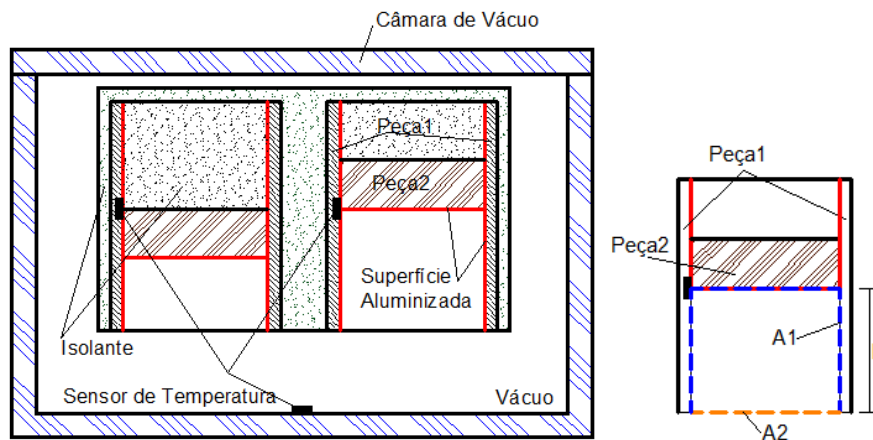 Câmara de Vácuo
Peça1
Peça2
Superfície
Aluminizada
Isolante
Sensor de Temperatura
Vácuo
Peça1
Peça2
A1
A2